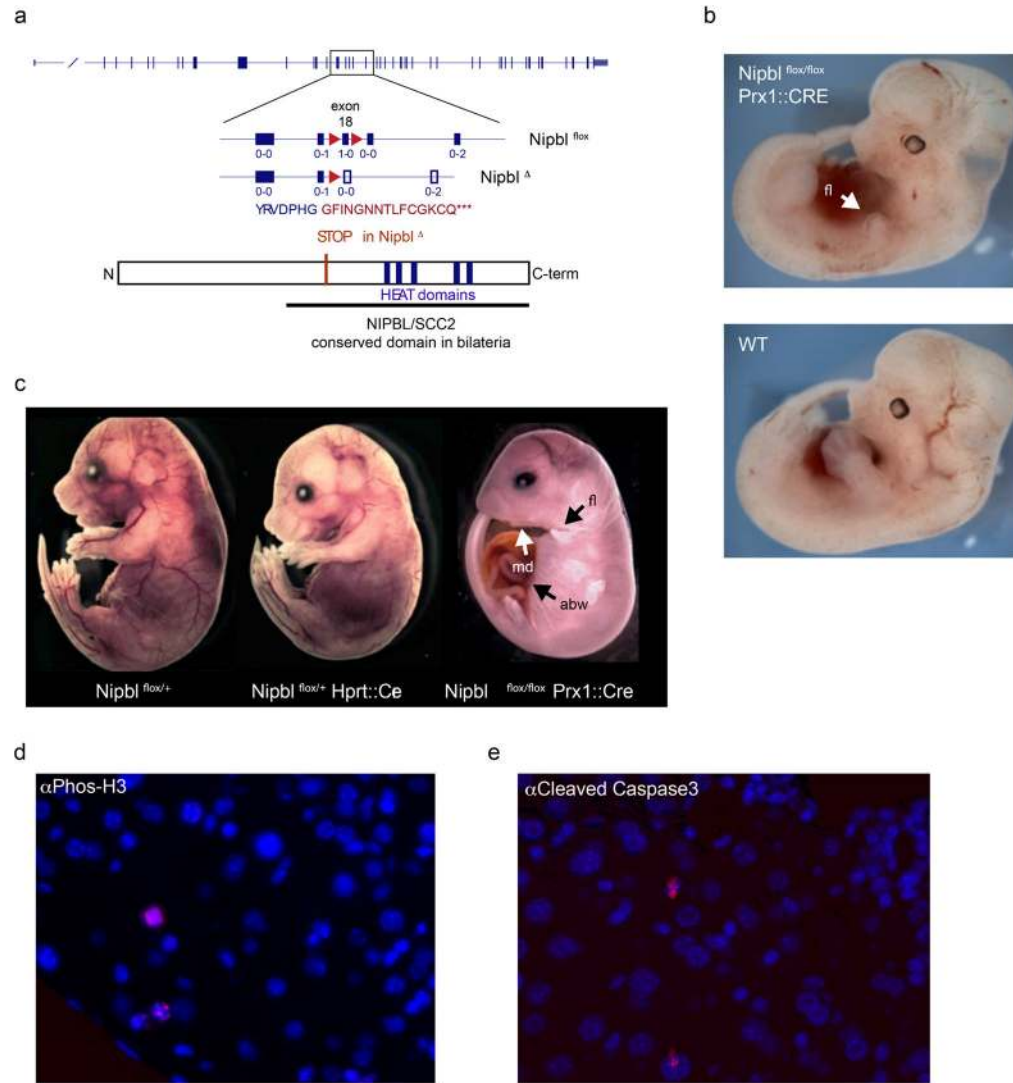 a
exon
18
Nipbl flox
0-0 0-1 1-0 0-0 0-2
Nipbl Δ
0-0 0-1 0-0 0-2
YRVDPHG GFINGNNTLFCGKCQ***
STOP in Nipbl Δ
N
C-term
HEAT domains
NIPBL/SCC2
conserved domain in bilateria
b
Nipbl flox/flox
Prx1::CRE
fl
WT
c
fl
md
abw
Nipbl flox/+
Nipbl flox/+ Hprt::Ce
Nipbl flox/flox Prx1::Cre
d
αPhos-H3
e
αCleaved Caspase3